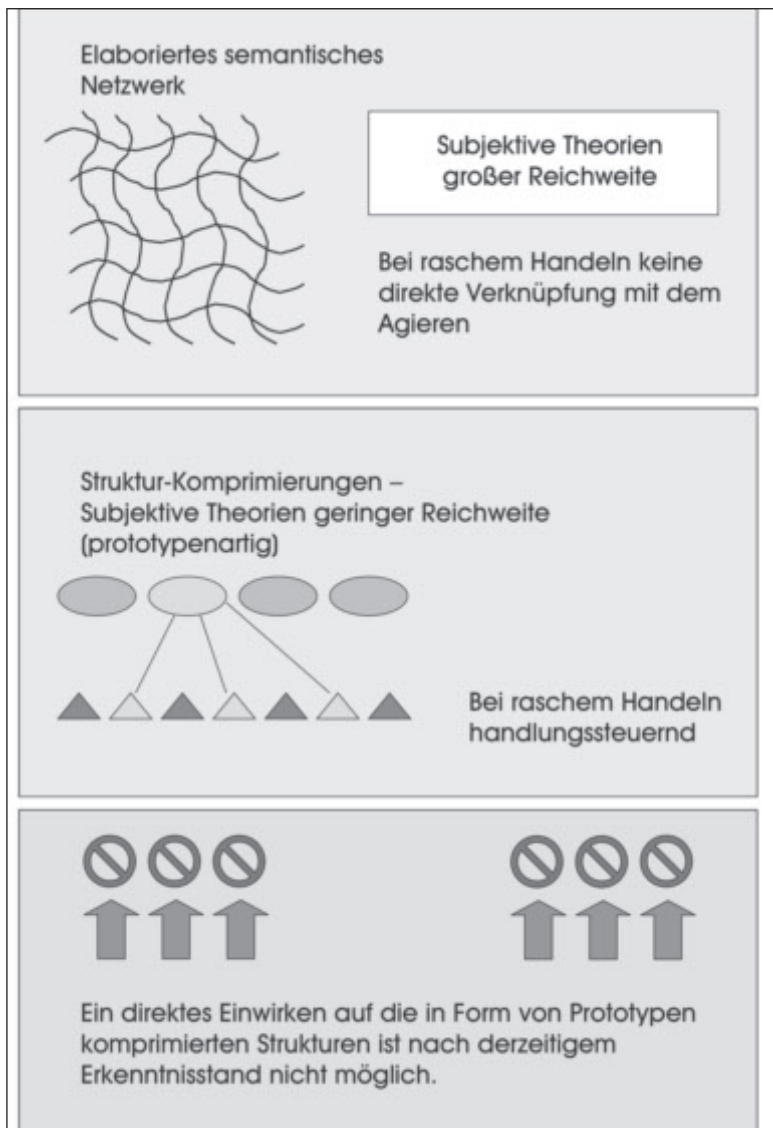 Elaboriertes semantisches
Netzwerk
Subjektive Theorien
großer Reichweite
Bei raschem Handeln keine
direkte Verknüpfung mit dem
Agieren
Struktur-Komprimierungen –
Subjektive Theorien geringer Reichweite
(prototypenartig)
Bei raschem Handeln
handlungssteuernd
Ein direktes Einwirken auf die in Form von Prototypen
komprimierten Strukturen ist nach derzeitigem
Erkenntnisstand nicht möglich.